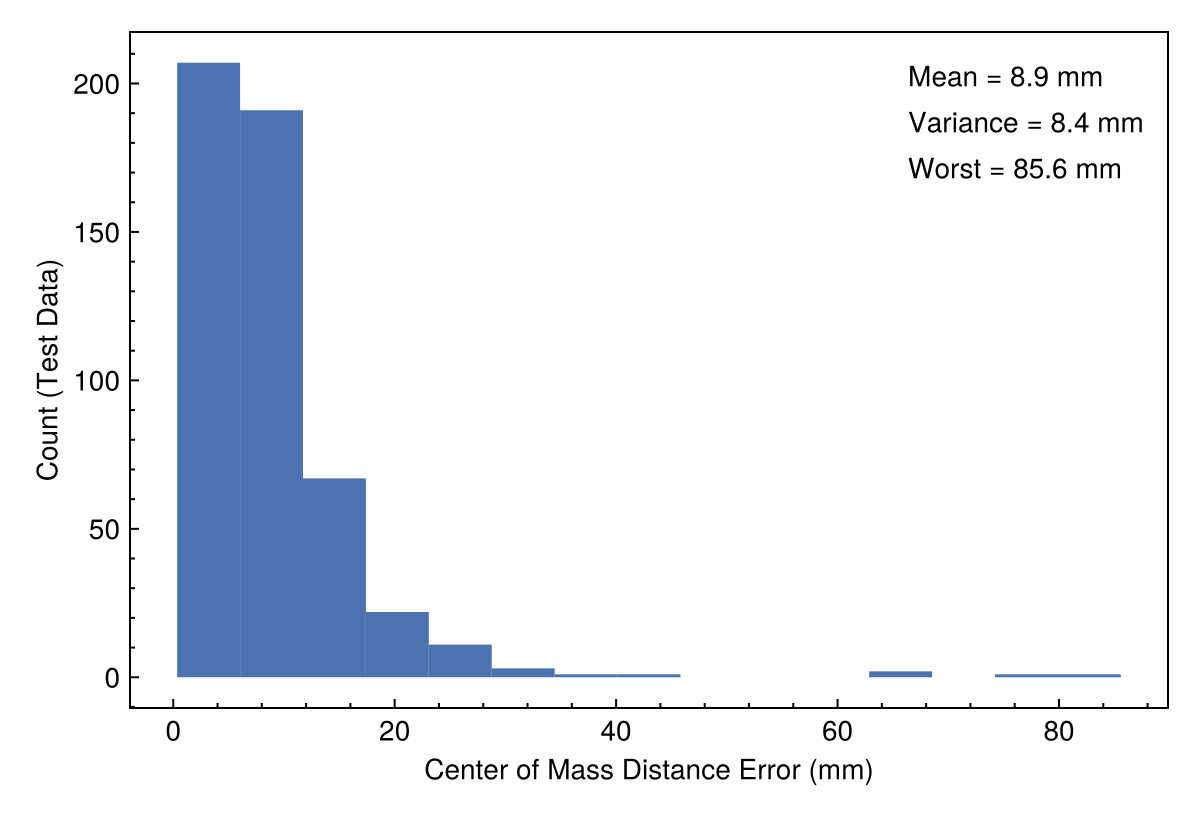 Mean = 8.9 mm
Variance = 8.4 mm
Worst = 85.6 mm
200
150
100
50
0
Count (Test Data)
0 20 40 60 80
Center of Mass Distance Error (mm)